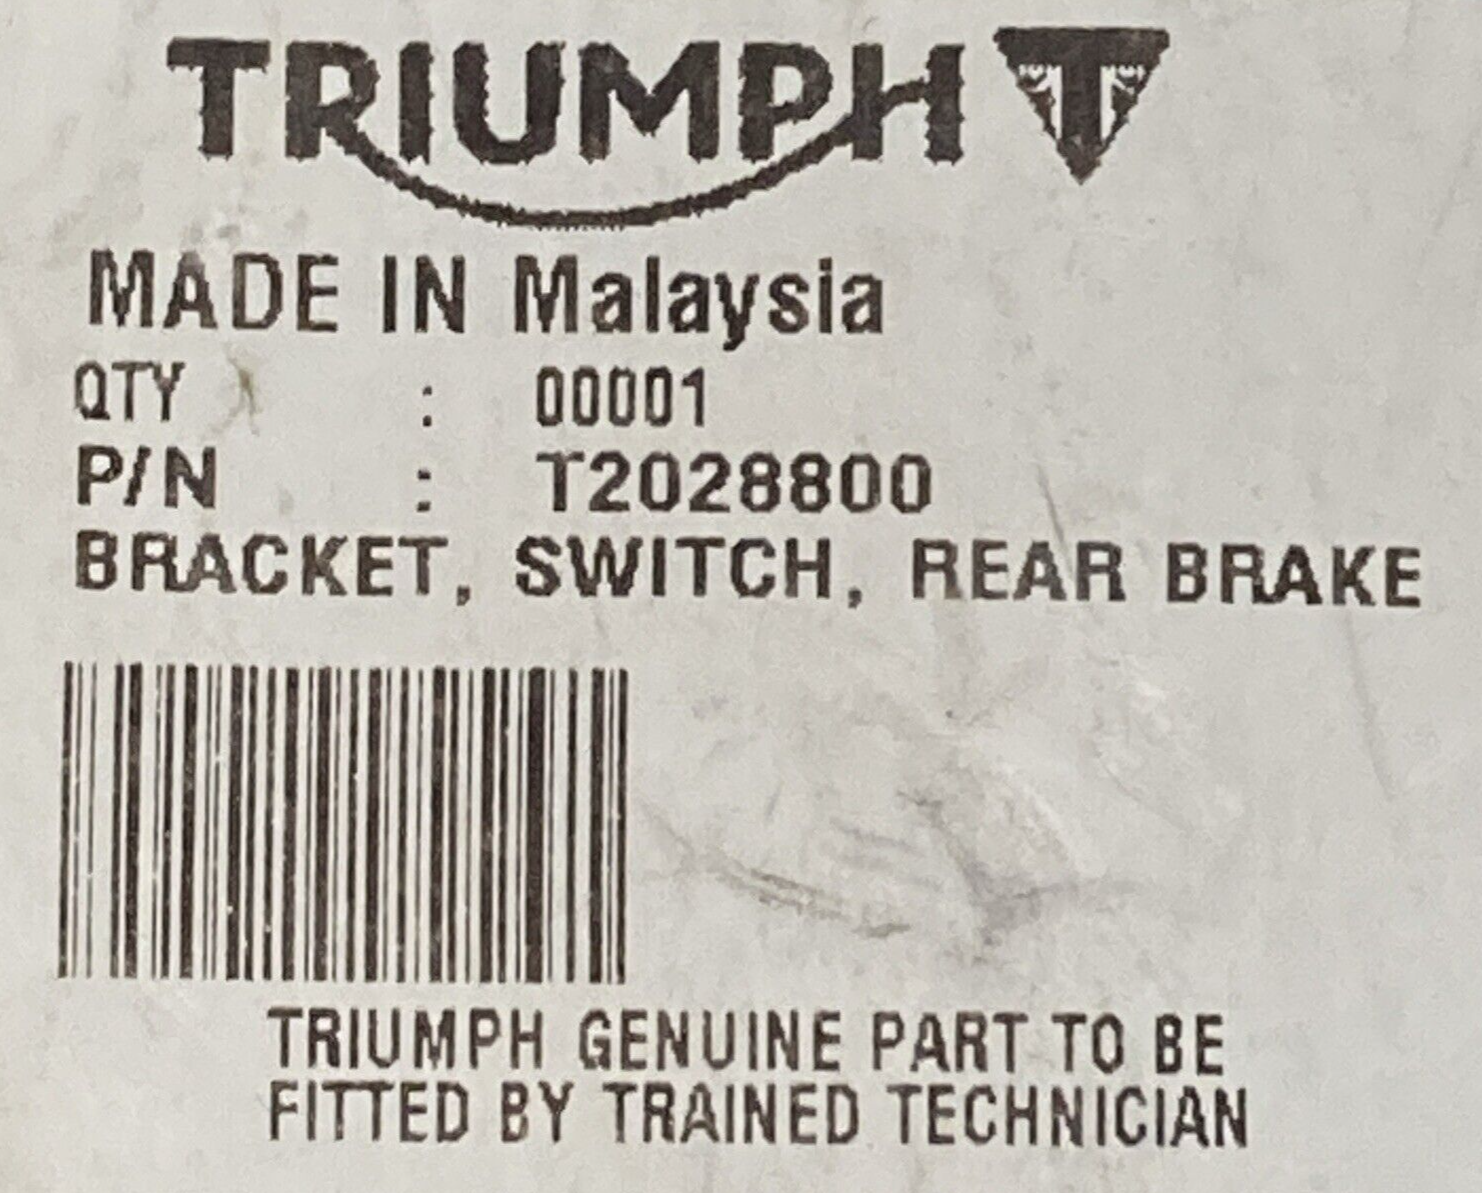 TRIUMPH T
MADE IN Malaysia
QTY : 00001
P/N : T2028800
BRACKET, SWITCH, REAR BRAKE
TRIUMPH GENUINE PART TO BE
FITTED BY TRAINED TECHNICIAN